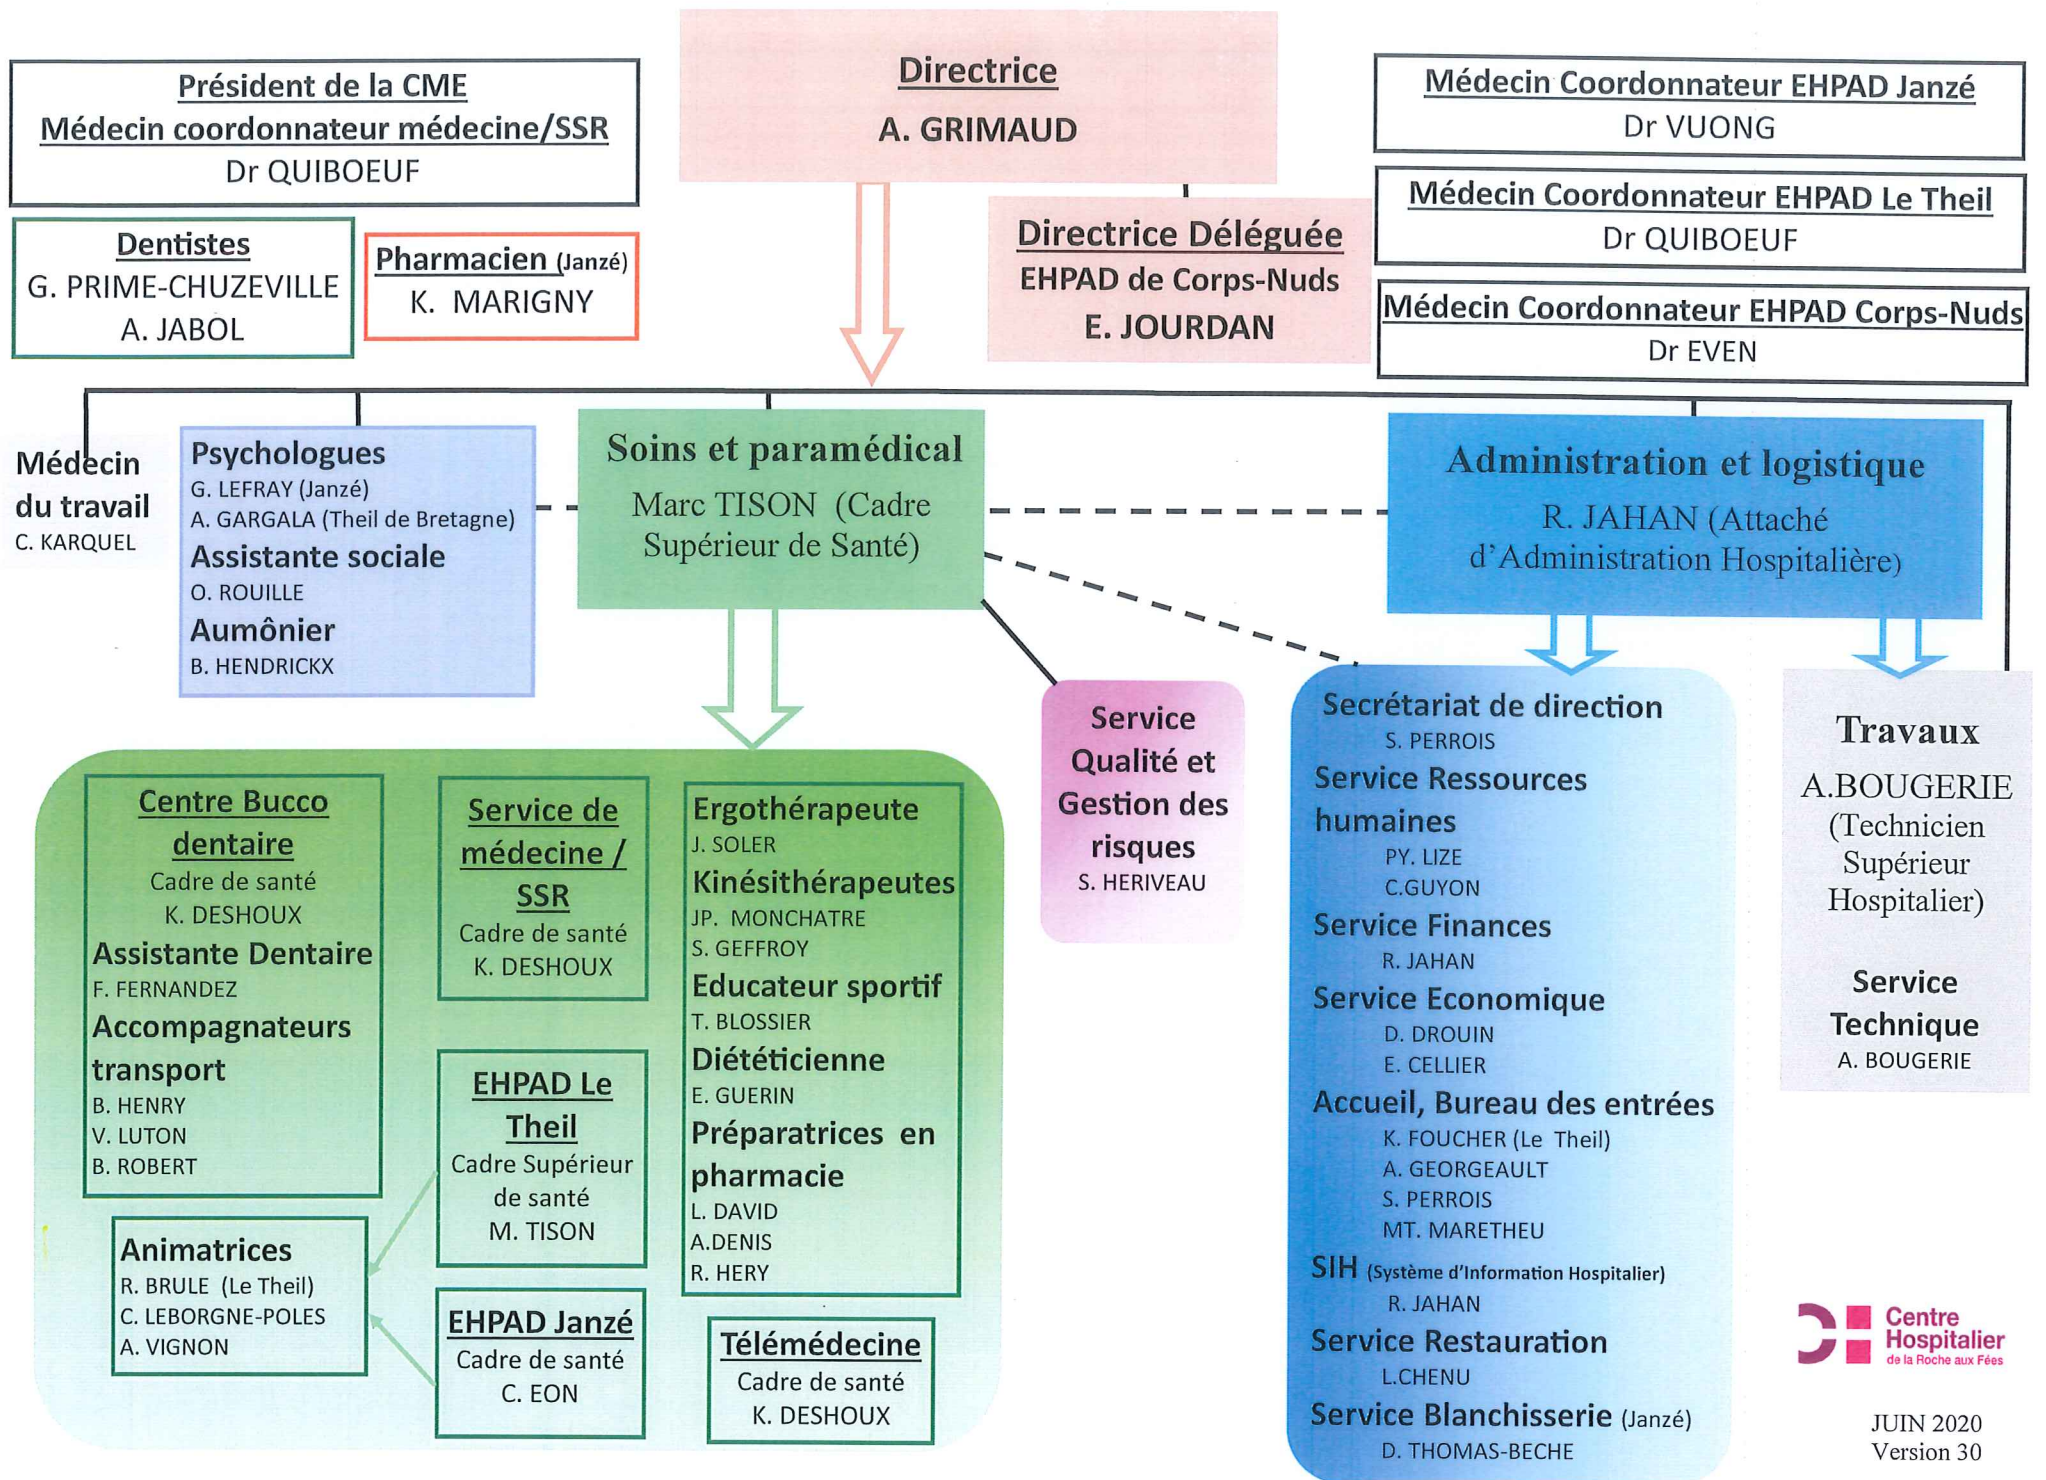 Président de la CME
Médecin coordonnateur médecine/SSR
Dr QUIBOEUF
Dentistes
G. PRIME-CHUZEVILLE
A. JABOL
Pharmacien (Janzé)
K. MARIGNY
Directrice
A. GRIMAUD
Directrice Déléguée
EHPAD de Corps-Nuds
E. JOURDAN
Médecin Coordonnateur EHPAD Janzé
Dr VUONG
Médecin Coordonnateur EHPAD Le Theil
Dr QUIBOEUF
Médecin Coordonnateur EHPAD Corps-Nuds
Dr EVEN
Médecin
du travail
C. KARQUEL
Psychologues
G. LEFRAY (Janzé)
A. GARGALA (Theil de Bretagne)
Assistante sociale
O. ROUILLE
Aumônier
B. HENDRICKX
Soins et paramédical
Marc TISON (Cadre
Supérieur de Santé)
Administration et logistique
R. JAHAN (Attaché
d'Administration Hospitalière)
Centre Bucco
dentaire
Cadre de santé
K. DESHOUX
Assistante Dentaire
F. FERNANDEZ
Accompagnateurs
transport
B. HENRY
V. LUTON
B. ROBERT
Animatrices
R. BRULE (Le Theil)
C. LEBORGNE-POLES
A. VIGNON
Service de
médecine /
SSR
Cadre de santé
K. DESHOUX
EHPAD Le
Theil
Cadre Supérieur
de santé
M. TISON
EHPAD Janzé
Cadre de santé
C. EON
Ergothérapeute
J. SOLER
Kinésithérapeutes
JP. MONCHATRE
S. GEFFROY
Educateur sportif
T. BLOSSIER
Diététicienne
E. GUERIN
Préparatrices en
pharmacie
L. DAVID
A.DENIS
R. HERY
Télémédecine
Cadre de santé
K. DESHOUX
Service
Qualité et
Gestion des
risques
S. HERIVEAU
Secrétariat de direction
S. PERROIS
Service Ressources
humaines
PY. LIZE
C.GUYON
Service Finances
R. JAHAN
Service Economique
D. DROUIN
E. CELLIER
Accueil, Bureau des entrées
K. FOUCHER (Le Theil)
A. GEORGEAULT
S. PERROIS
MT. MARETHEU
SIH (Système d'Information Hospitalier)
R. JAHAN
Service Restauration
L.CHENU
Service Blanchisserie (Janzé)
D. THOMAS-BECHE
Travaux
A.BOUGERIE
(Technicien
Supérieur
Hospitalier)
Service
Technique
A. BOUGERIE
Centre
Hospitalier
de la Roche aux Fées
JUIN 2020
Version 30